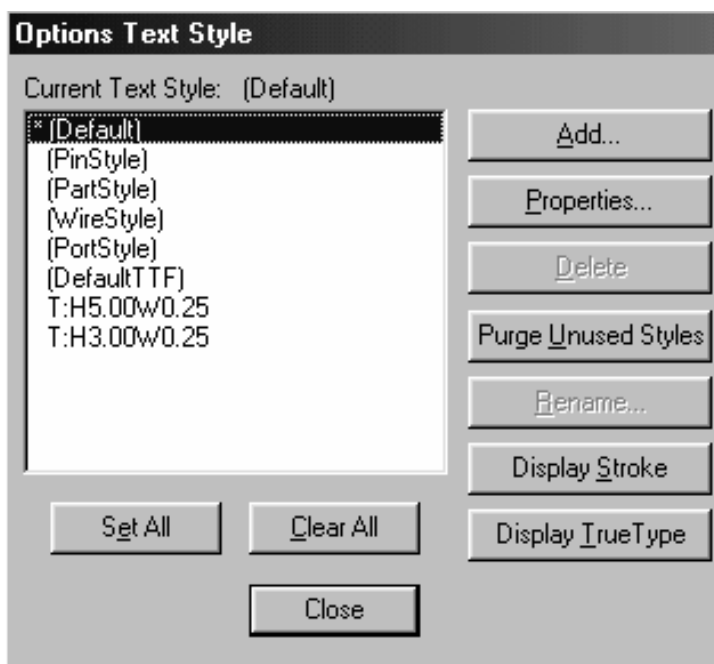 Options Text Style
Current Text Style: (Default)
* (Default)
(PinStyle)
(PartStyle)
(WireStyle)
(PortStyle)
(DefaultTTF)
T:H5.00W0.25
T:H3.00W0.25
Add...
Properties...
Delete
Purge Unused Styles
Rename...
Display Stroke
Display TrueType
Set All
Clear All
Close